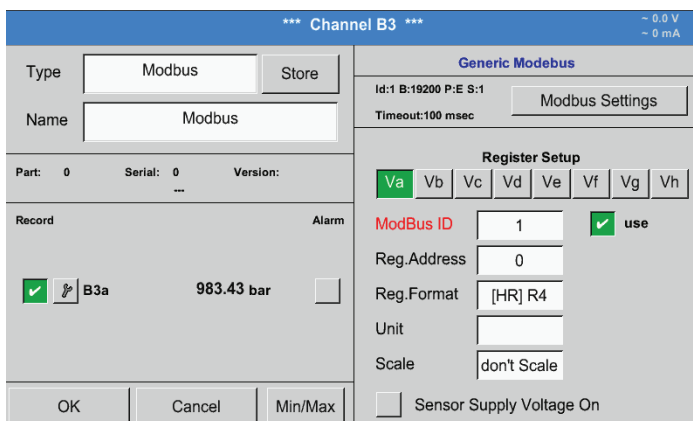 *** Channel B3 ***
~ 0.0 V
~ 0 mA
Type Modbus Store
Name Modbus
Part: 0 Serial: 0 Version:
---
Record Alarm
B3a 983.43 bar
OK Cancel Min/Max
Generic Modebus
Id:1 B:19200 P:E S:1
Timeout:100 msec
Modbus Settings
Register Setup
Va Vb Vc Vd Ve Vf Vg Vh
ModBus ID 1 use
Reg.Address 0
Reg.Format [HR] R4
Unit
Scale don't Scale
Sensor Supply Voltage On